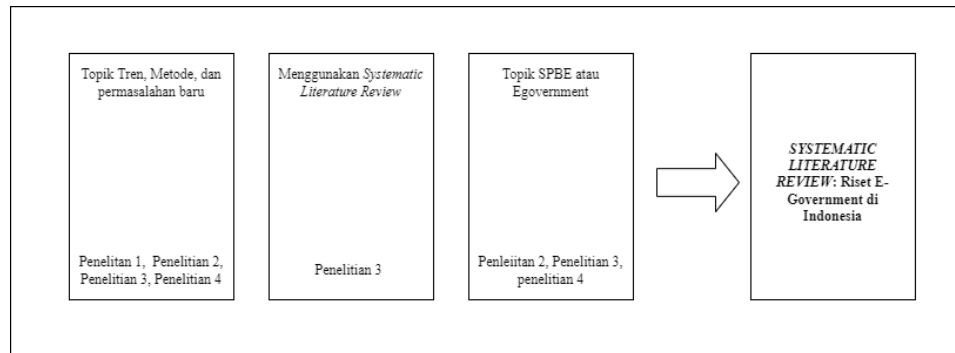 Topik Tren, Metode, dan
permasalahan baru
Penelitan 1, Penelitian 2,
Penelitian 3, Penelitian 4
Menggunakan Systematic
Literature Review
Penelitian 3
Topik SPBE atau
Egovernment
Penleiitan 2, Penelitian 3,
penelitian 4
SYSTEMATIC
LITERATURE
REVIEW: Riset E-
Government di
Indonesia